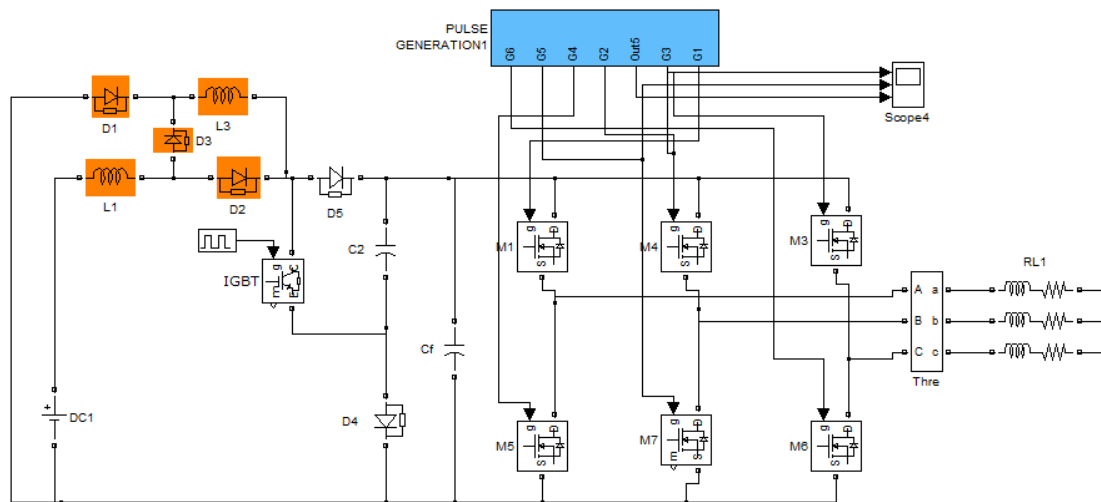 PULSE
GENERATION1
G6
G5
G4
G2
Out5
G3
G1
Scope4
D1
L3
D3
L1
D2
D5
C2
IGBT
g
C
m
E
Cf
DC1
+
D4
M1
g
D
S
M4
g
D
S
M3
g
D
S
A a
B b
C c
Thre
RL1
M5
g
D
S
M7
g
D
m
S
M6
g
D
S